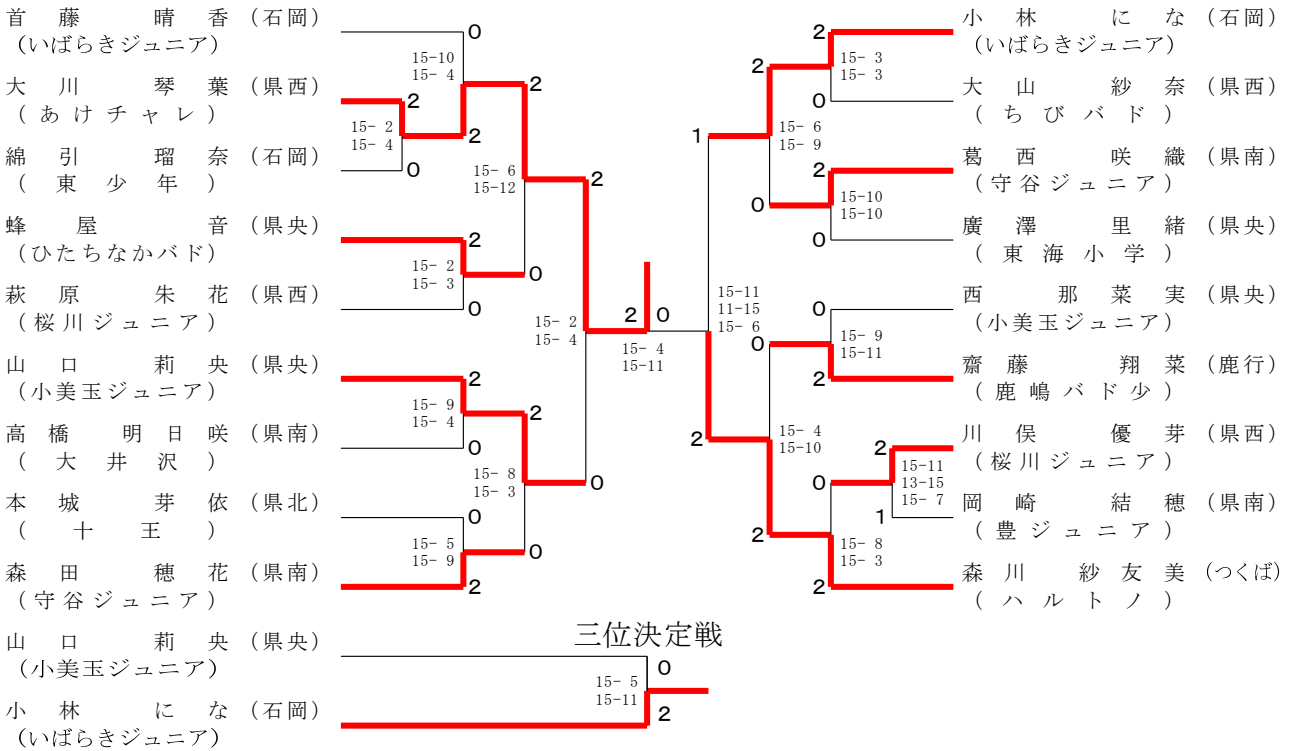 首藤 晴香 (石岡)
(いばらきジュニア)
大川 琴葉 (県西)
(あけチャレ)
綿引 瑠奈 (石岡)
(東少年)
蜂屋 音 (県央)
(ひたちなかバド)
萩原 朱花 (県西)
(桜川ジュニア)
山口 莉央 (県央)
(小美玉ジュニア)
高橋 明日咲 (県南)
(大井沢)
本城 芽依 (県北)
(十王)
森田 穂花 (県南)
(守谷ジュニア)
0
15-10
15- 4
2
2
15- 2
15- 4
2
0
15- 6
15-12
2
2
15- 2
15- 3
0
0
15- 2
15- 4
2
15- 9
15- 4
2
0
15- 8
15- 3
0
0
15- 5
15- 9
0
2
2 0
15- 4
15-11
小林 にな (石岡)
(いばらきジュニア)
大山 紗奈 (県西)
(ちびバド)
葛西 咲織 (県南)
(守谷ジュニア)
廣澤 里緒 (県央)
(東海小学)
西 那菜実 (県央)
(小美玉ジュニア)
齋藤 翔菜 (鹿行)
(鹿嶋バド少)
川俣 優芽 (県西)
(桜川ジュニア)
岡崎 結穂 (県南)
(豊ジュニア)
森川 紗友美 (つくば)
(ハルトノ)
2
15- 3
15- 3
2
0
1
15- 6
15- 9
2
0
15-10
15-10
0
15-11
11-15
15- 6
0
15- 9
15-11
0
2
2
15- 4
15-10
2
15-11
13-15
15- 7
0
1
2
15- 8
15- 3
2
三位決定戦
山口 莉央 (県央)
(小美玉ジュニア)
小林 にな (石岡)
(いばらきジュニア)
0
15- 5
15-11
2